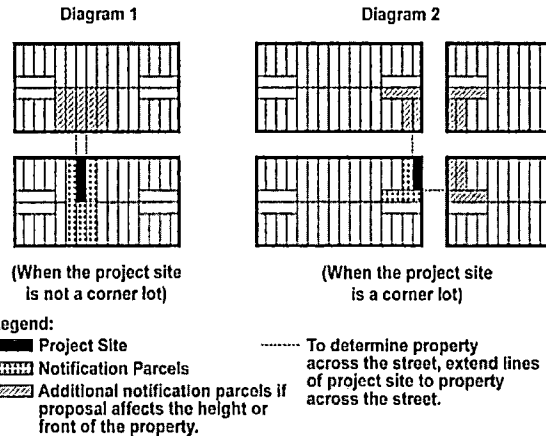 Diagram 1
Diagram 2
(When the project site
is not a corner lot)
(When the project site
is a corner lot)
egend:
Project Site
Notification Parcels
Additional notification parcels if
proposal affects the height or
front of the property.
To determine property
across the street, extend lines
of project site to property
across the street.